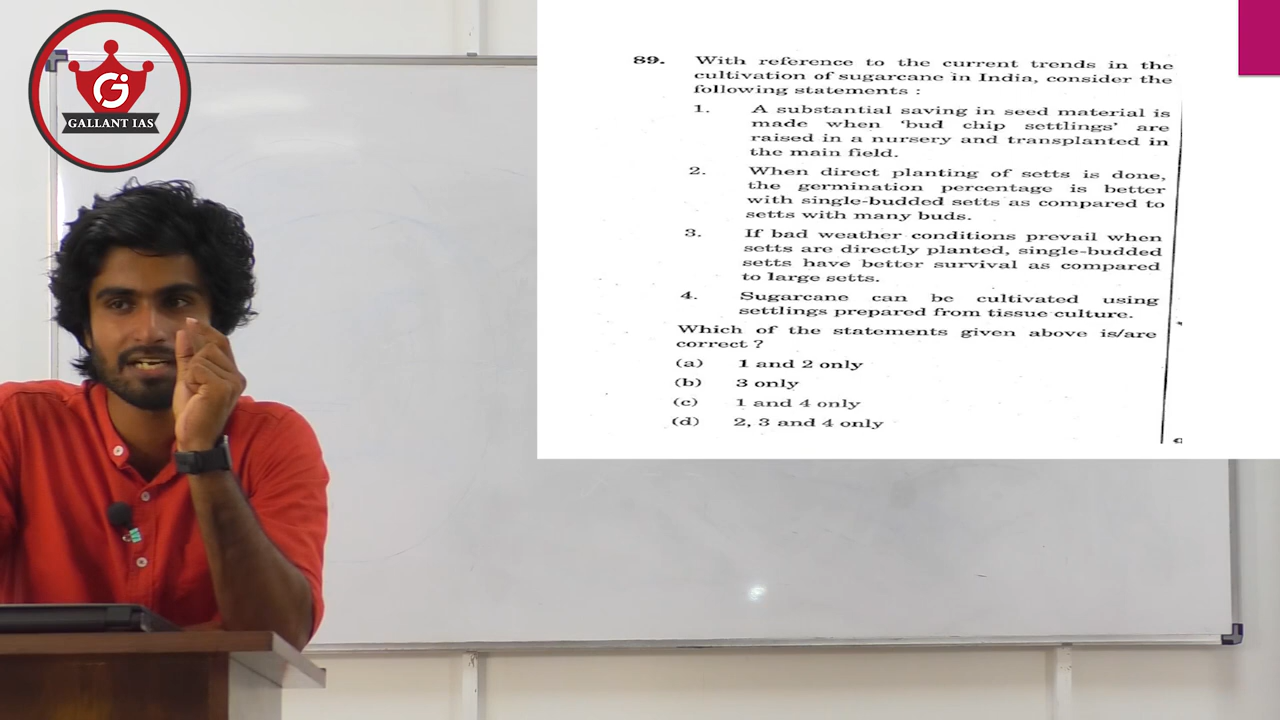 GALLANT IAS
89. With reference to the current trends in the
cultivation of sugarcane in India, consider the
following statements :
1. A substantial saving in seed material is
made when 'bud chip settlings' are
raised in a nursery and transplanted in
the main field.
2. When direct planting of setts is done,
the germination percentage is better
with single-budded setts as compared to
setts with many buds.
3. If bad weather conditions prevail when
setts are directly planted, single-budded
setts have better survival as compared
to large setts.
4. Sugarcane can be cultivated using
settlings prepared from tissue culture.
Which of the statements given above is/are
correct ?
(a) 1 and 2 only
(b) 3 only
(c) 1 and 4 only
(d) 2, 3 and 4 only